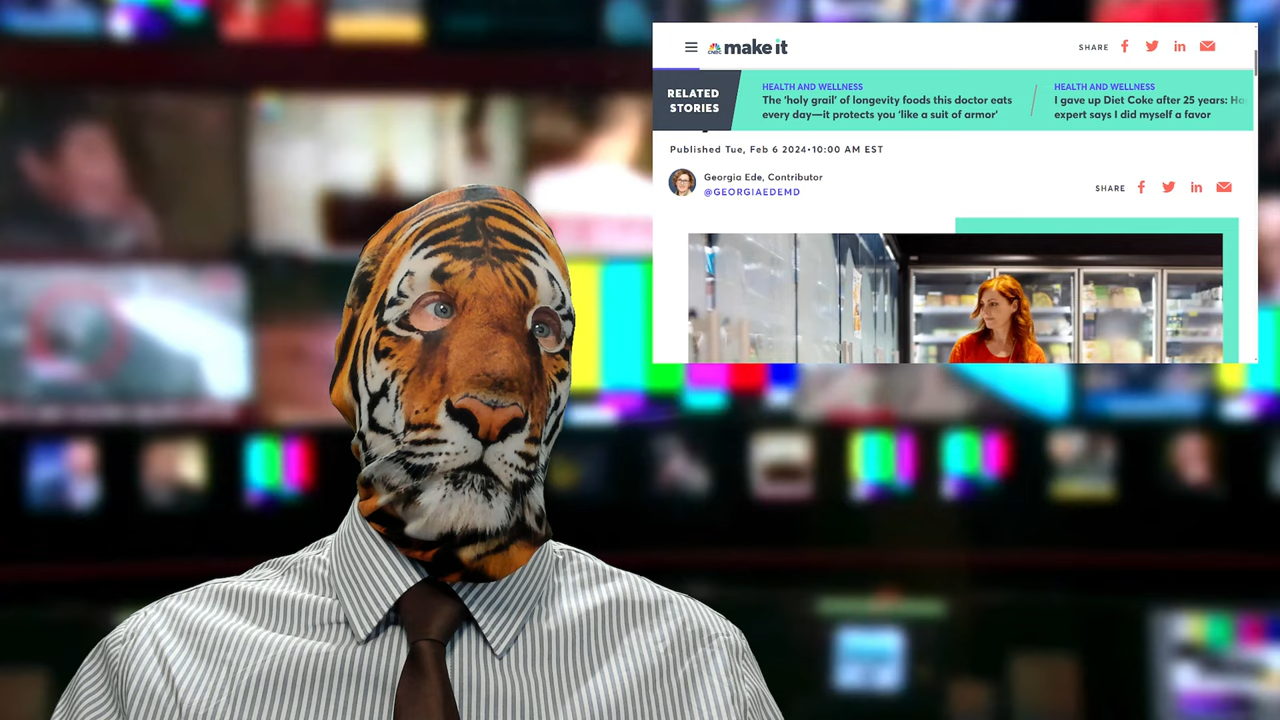 CNBC make it
SHARE
RELATED
STORIES
HEALTH AND WELLNESS
The 'holy grail' of longevity foods this doctor eats
every day—it protects you 'like a suit of armor'
HEALTH AND WELLNESS
I gave up Diet Coke after 25 years:
expert says I did myself a favor
Published Tue, Feb 6 2024•10:00 AM EST
Georgia Ede, Contributor
@GEORGIAEDEMD
SHARE